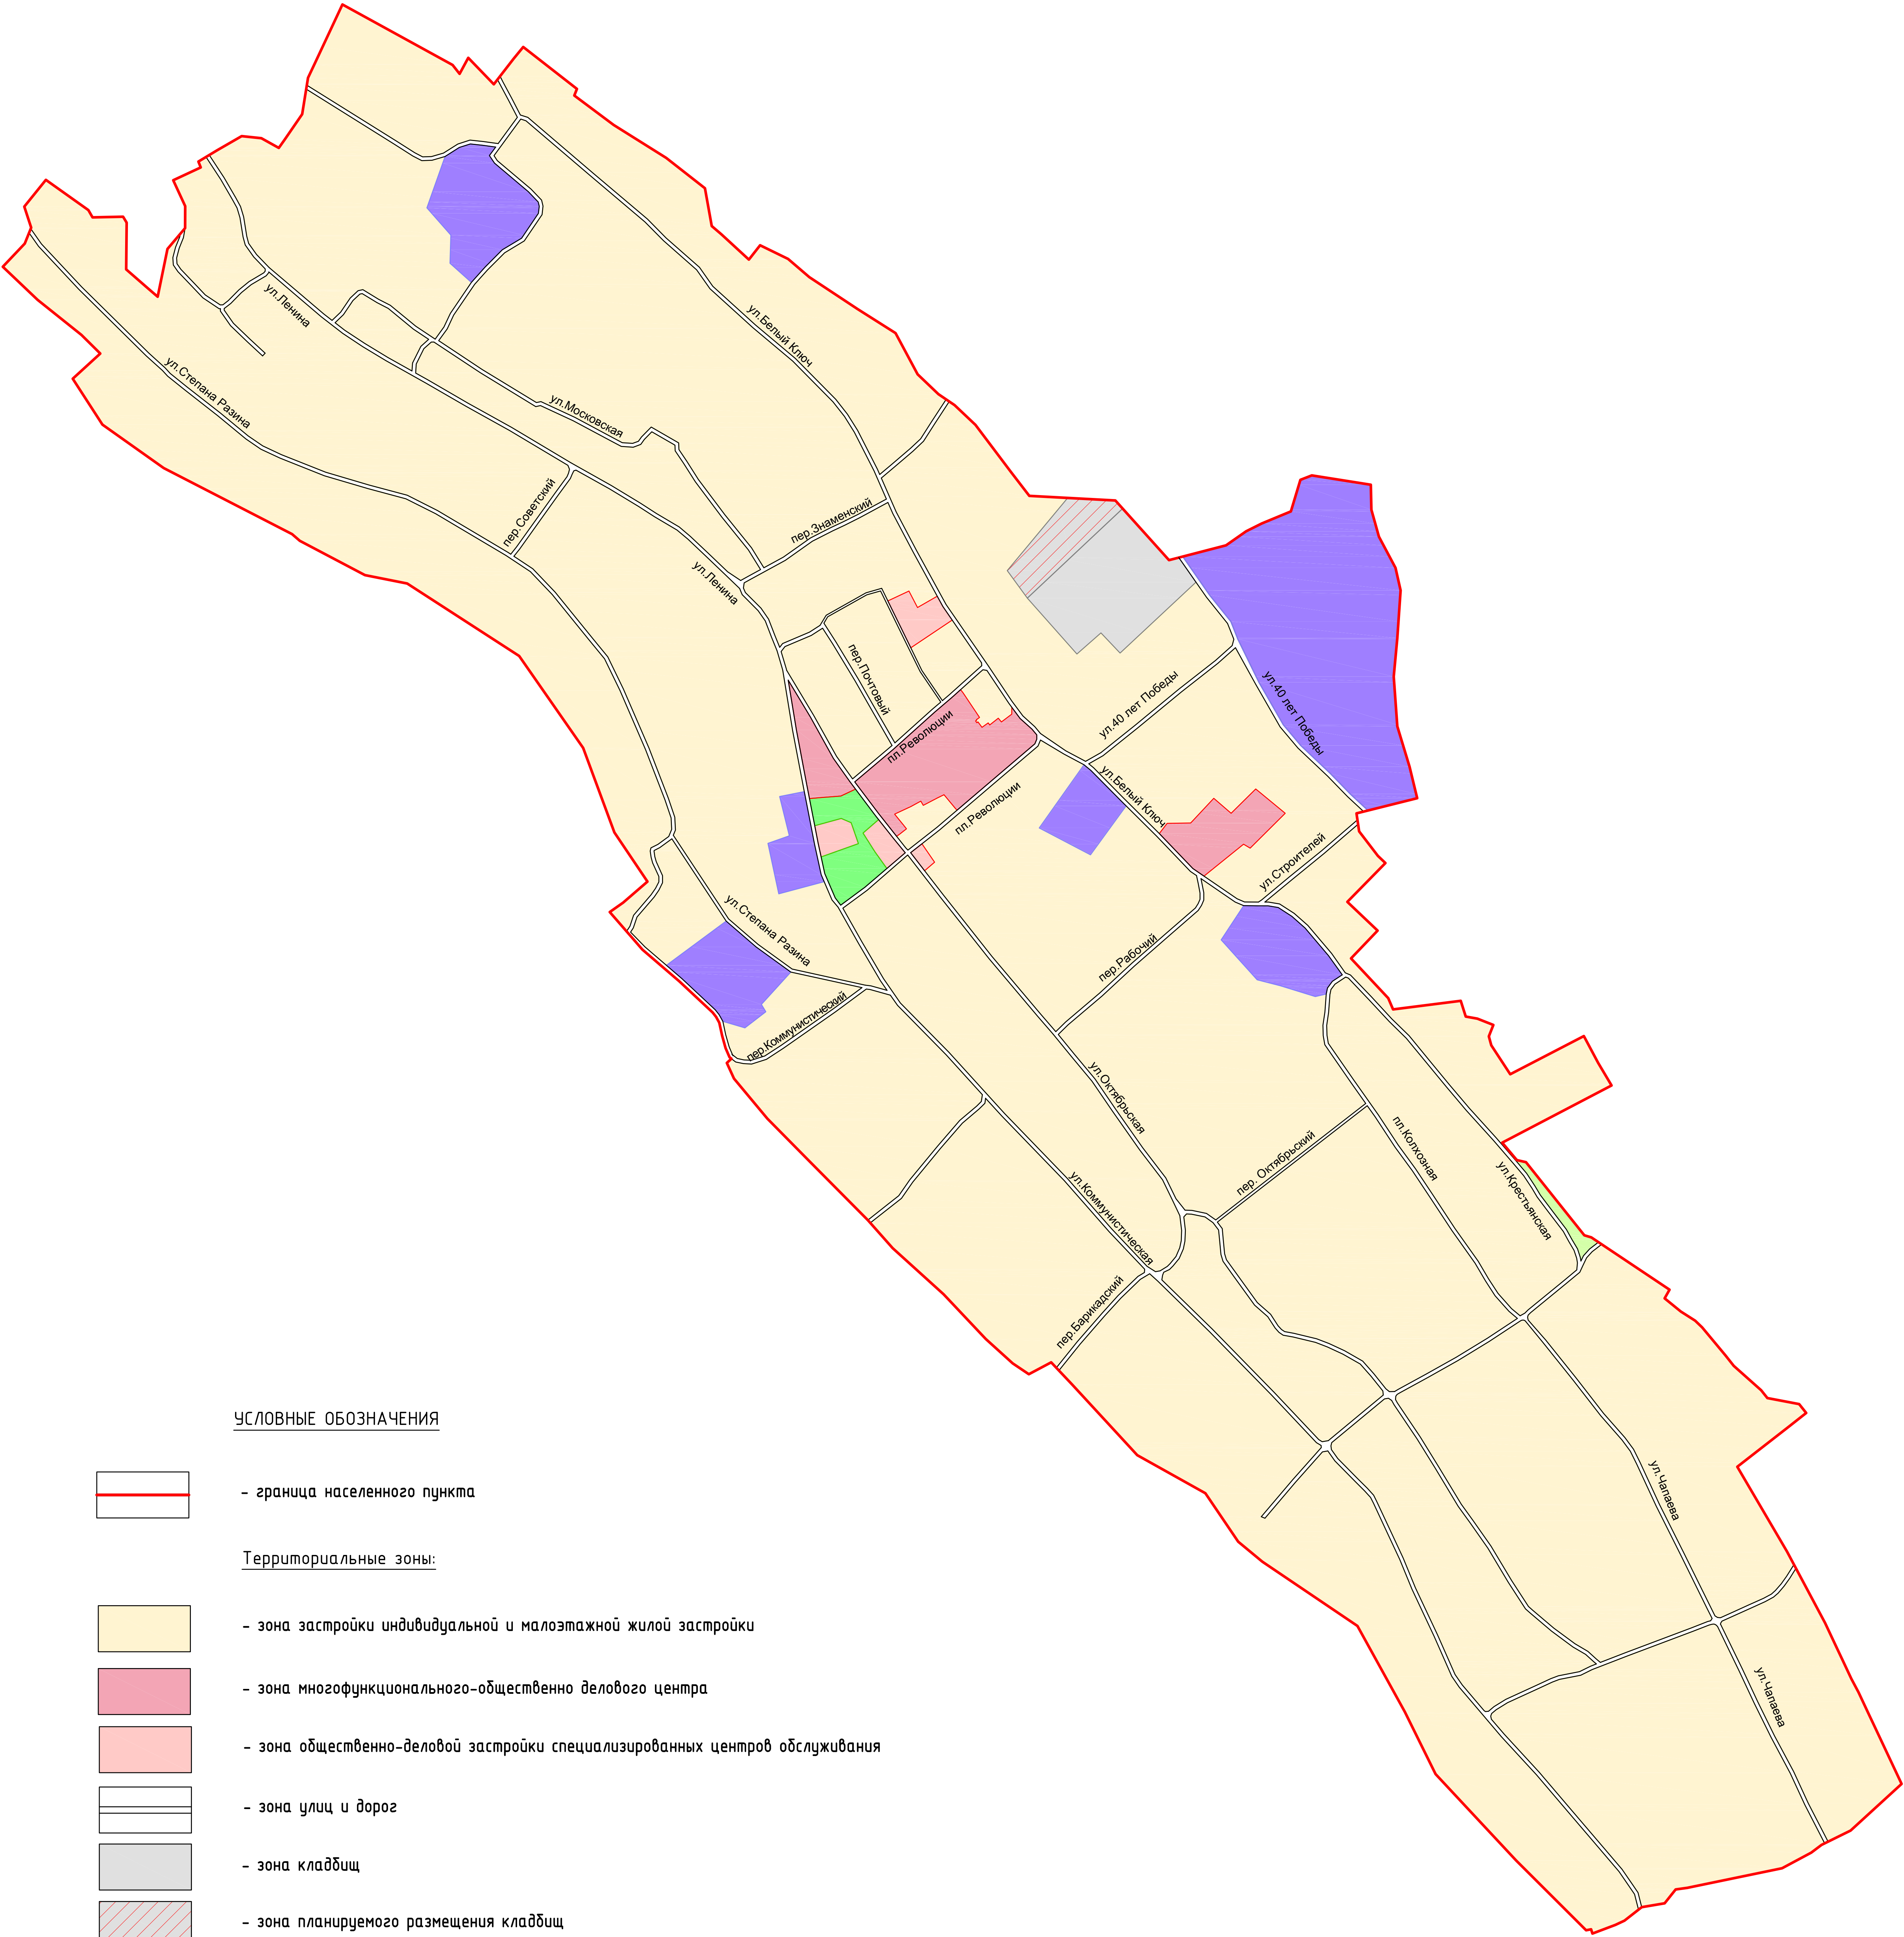 ул.Белый Ключ
ул.Ленина
ул.Степана Разина
ул.Московская
пер.Советский
пер.Знаменский
ул.Ленина
пер.Почтовый
ул.40 лет Победы
ул.40 лет Победы
пл.Революции
пл.Революции
ул.Белый Ключ
ул.Строителей
ул.Степана Разина
пер.Рабочий
пер.Коммунистический
ул.Октябрьская
пер. Октябрьский
пл.Колхозная
ул.Крестьянская
ул.Коммунистическая
пер.Барикадский
ул.Чапаева
ул.Чапаева
УСЛОВНЫЕ ОБОЗНАЧЕНИЯ
- граница населенного пункта
Территориальные зоны:
- зона застройки индивидуальной и малоэтажной жилой застройки
- зона многофункционального-общественно делового центра
- зона общественно-деловой застройки специализированных центров обслуживания
- зона улиц и дорог
- зона кладбищ
- зона планируемого размещения кладбищ